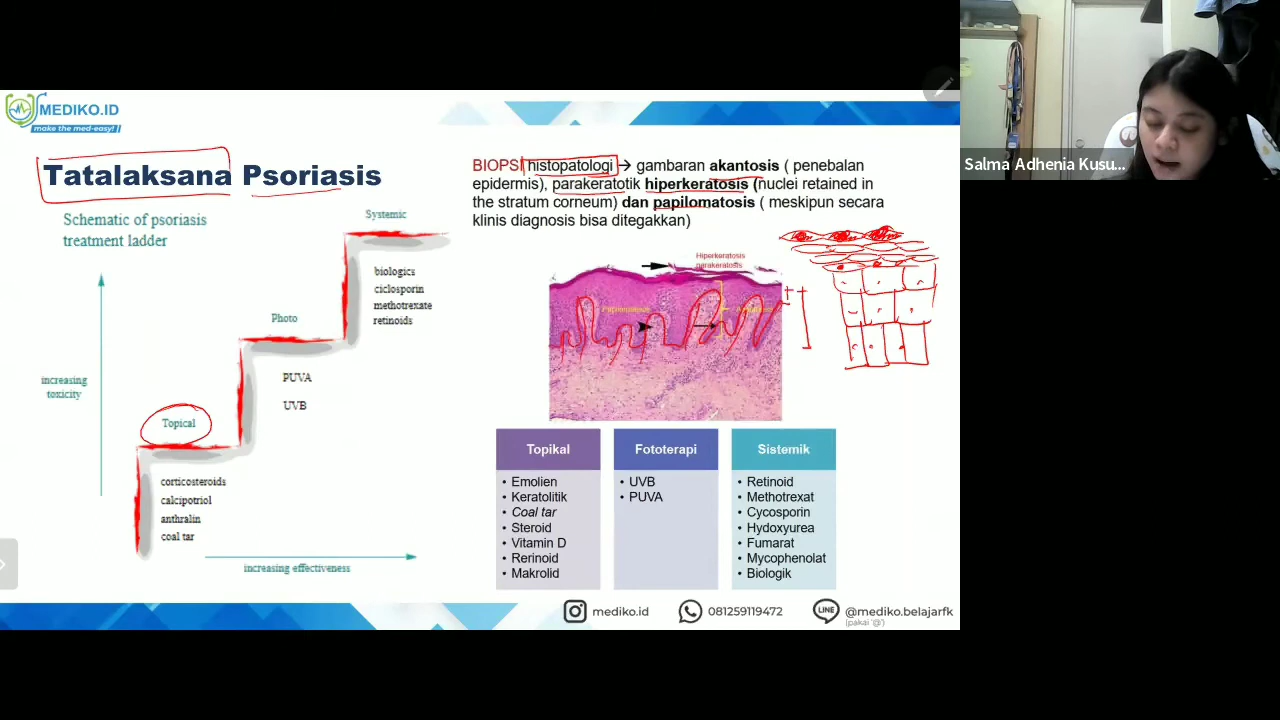 MEDIKO.ID
make the med-easy!
Tatalaksana Psoriasis
Schematic of psoriasis
treatment ladder
Systemic
biologics
ciclosporin
methotrexate
retinoids
Photo
PUVA
UVB
increasing
toxicity
Topical
corticosteroids
calcipotriol
anthralin
coal tar
increasing effectiveness
BIOPSI histopatologi → gambaran akantosis ( penebalan
epidermis), parakeratotik hiperkeratosis (nuclei retained in
the stratum corneum) dan papilomatosis ( meskipun secara
klinis diagnosis bisa ditegakkan)
Hiperkeratosis
parakeratosis
Topikal
• Emolien
• Keratolitik
• Coal tar
• Steroid
• Vitamin D
• Rerinoid
• Makrolid
Fototerapi
• UVB
• PUVA
Sistemik
• Retinoid
• Methotrexat
• Cycosporin
• Hydoxyurea
• Fumarat
• Mycophenolat
• Biologik
mediko.id
081259119472
LINE
@mediko.belajarfk
(pakai '@')
Salma Adhenia Kusu...